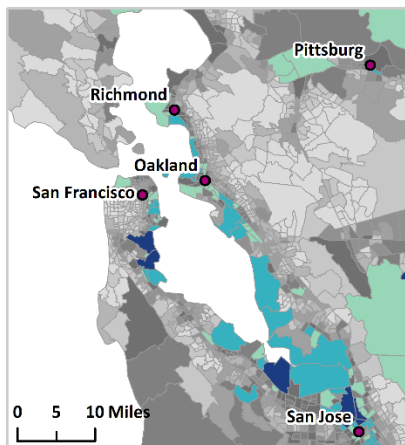 Pittsburg
Richmond
Oakland
San Francisco
San Jose
0 5 10 Miles